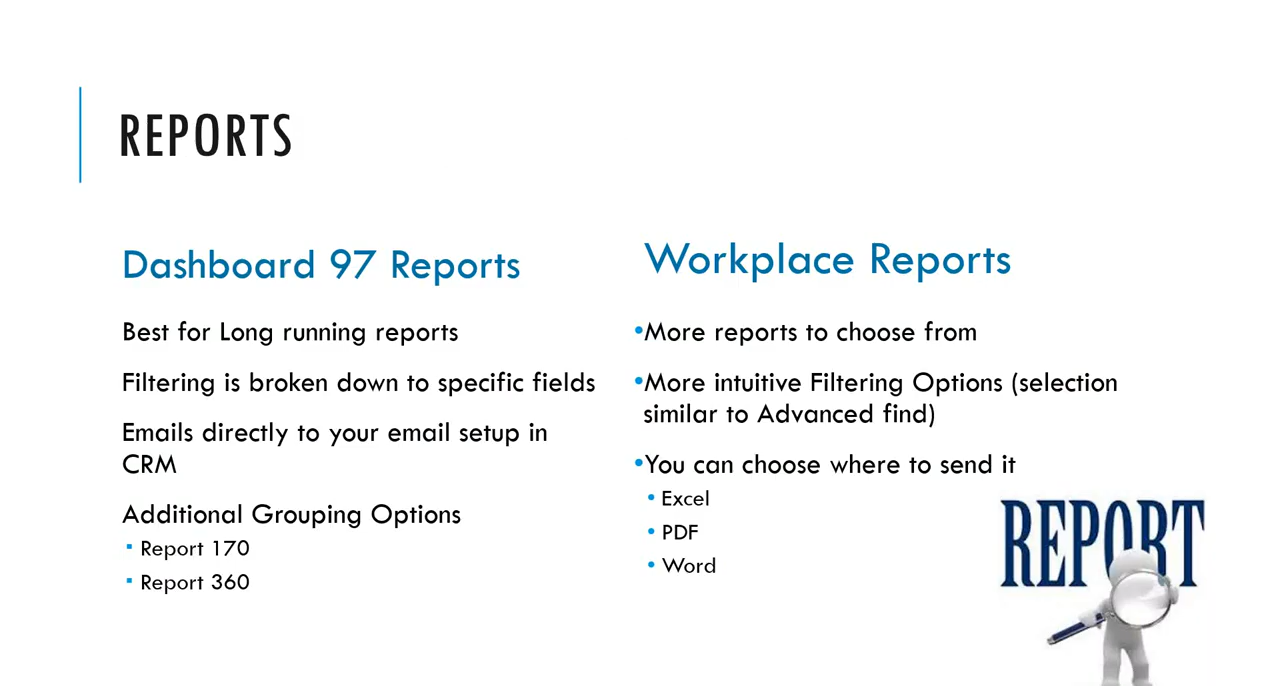 REPORTS
Dashboard 97 Reports
Best for Long running reports
Filtering is broken down to specific fields
Emails directly to your email setup in
CRM
Additional Grouping Options
▪ Report 170
▪ Report 360
Workplace Reports
•More reports to choose from
•More intuitive Filtering Options (selection
similar to Advanced find)
•You can choose where to send it
• Excel
• PDF
• Word
REPORT